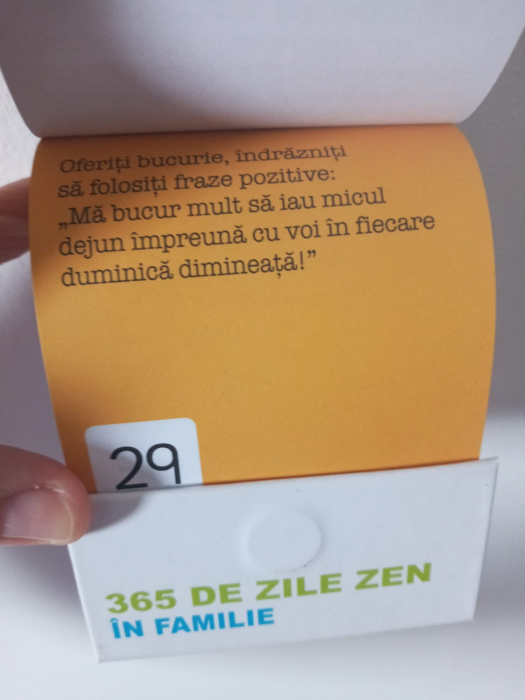 Oferiți bucurie, îndrăzniți
să folosiți fraze pozitive:
„Mă bucur mult să iau micul
dejun împreună cu voi în fiecare
duminică dimineață!”
29
365 DE ZILE ZEN
ÎN FAMILIE